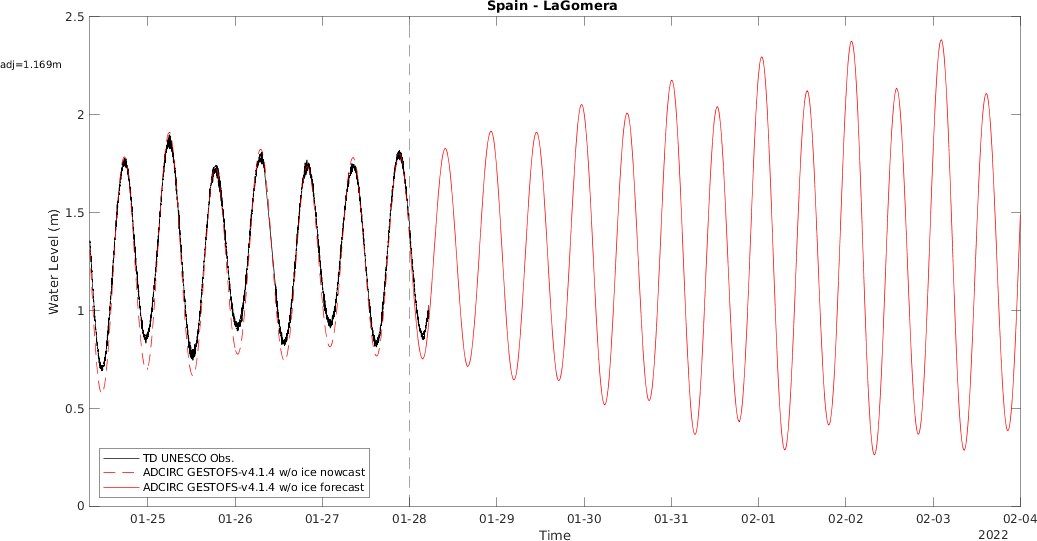 Spain - LaGomera
adj=1.169m
2.5
2
1.5
1
0.5
0
Water Level (m)
TD UNESCO Obs.
ADCIRC GESTOFS-v4.1.4 w/o ice nowcast
ADCIRC GESTOFS-v4.1.4 w/o ice forecast
01-25 01-26 01-27 01-28 01-29 01-30 01-31 02-01 02-02 02-03 02-04
Time
2022